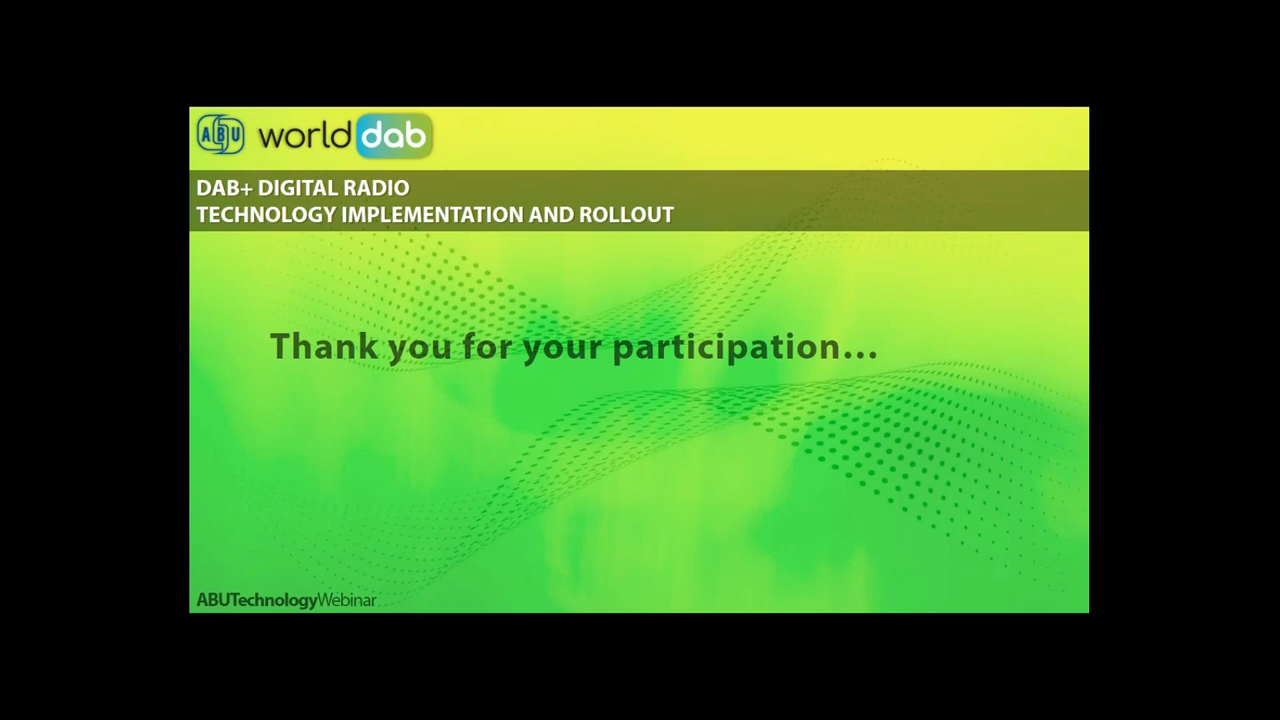 ABU world dab
DAB+ DIGITAL RADIO
TECHNOLOGY IMPLEMENTATION AND ROLLOUT
Thank you for your participation...
ABUTechnologyWebinar